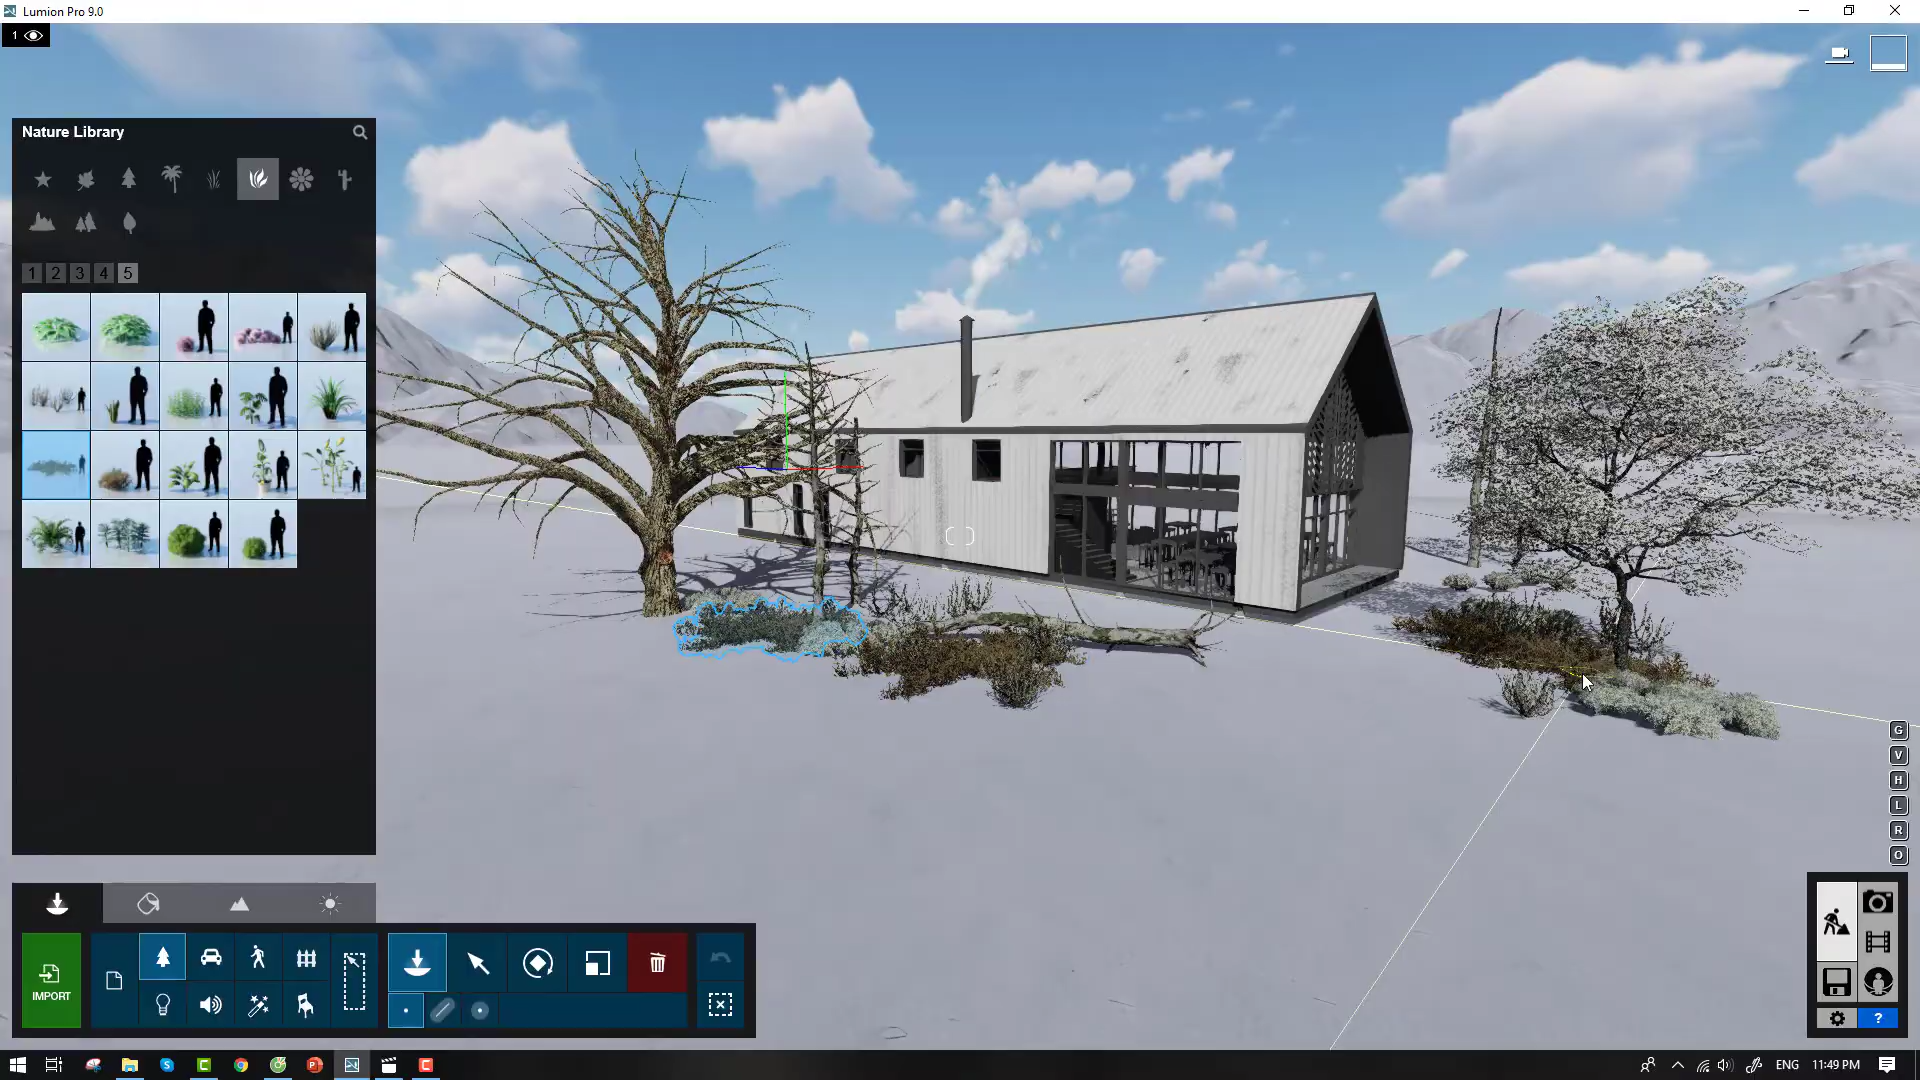 Lumion Pro 9.0
1
Nature Library
1 2 3 4 5
G
V
H
L
R
O
IMPORT
?
ENG 11:49 PM